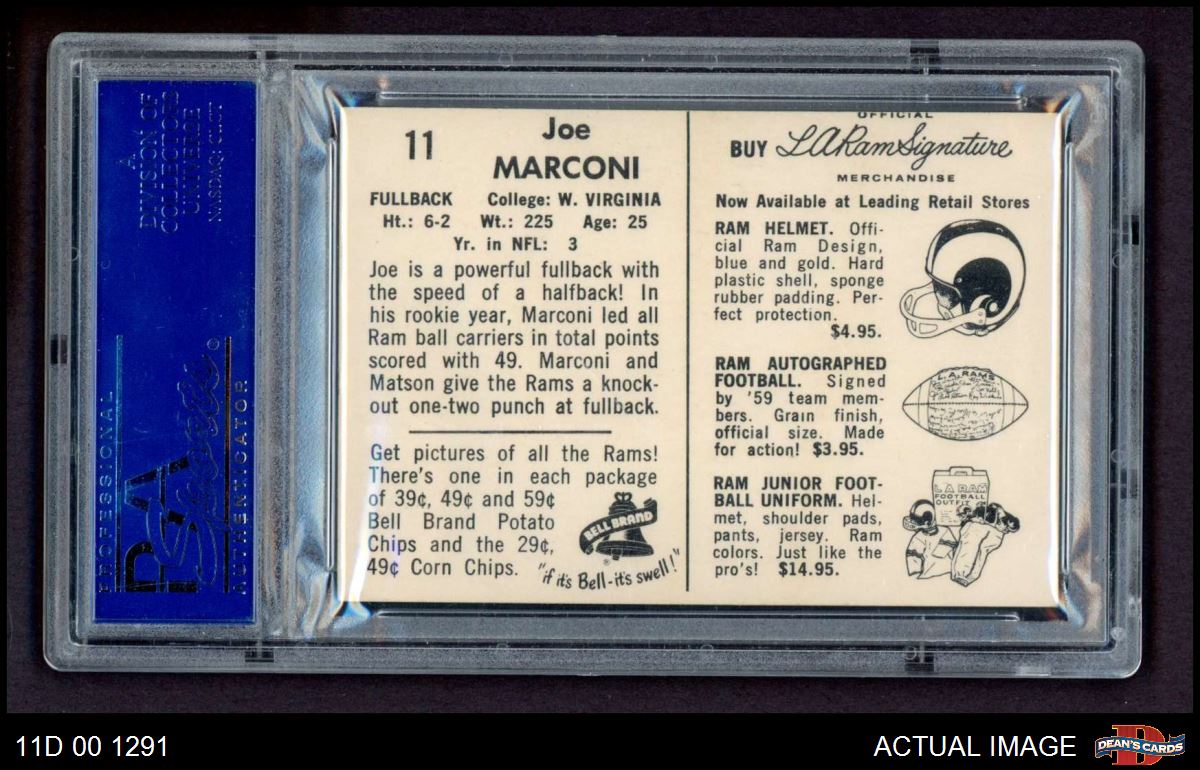 A
DIVISION OF
COLLECTORS
UNIVERSE
NASDAQ: CLCT
PROFESSIONAL
PSA
Sports ®
AUTHENTICATOR
11
Joe
MARCONI
FULLBACK College: W. VIRGINIA
Ht.: 6-2 Wt.: 225 Age: 25
Yr. in NFL: 3
Joe is a powerful fullback with
the speed of a halfback! In
his rookie year, Marconi led all
Ram ball carriers in total points
scored with 49. Marconi and
Matson give the Rams a knock-
out one-two punch at fullback.
Get pictures of all the Rams!
There's one in each package
of 39¢, 49¢ and 59¢
Bell Brand Potato
Chips and the 29¢,
49¢ Corn Chips.
BELL BRAND
®
"if it's Bell-it's swell!"
OFFICIAL
BUY LA Ram Signature
MERCHANDISE
Now Available at Leading Retail Stores
RAM HELMET. Offi-
cial Ram Design,
blue and gold. Hard
plastic shell, sponge
rubber padding. Per-
fect protection.
$4.95.
RAM AUTOGRAPHED
FOOTBALL. Signed
by '59 team mem-
bers. Grain finish,
official size. Made
for action! $3.95.
L.A. RAMS
RAM JUNIOR FOOT-
BALL UNIFORM. Hel-
met, shoulder pads,
pants, jersey. Ram
colors. Just like the
pro's! $14.95.
L A RAM
FOOTBALL
OUTFIT
11D 00 1291
ACTUAL IMAGE
D
DEAN'S CARDS